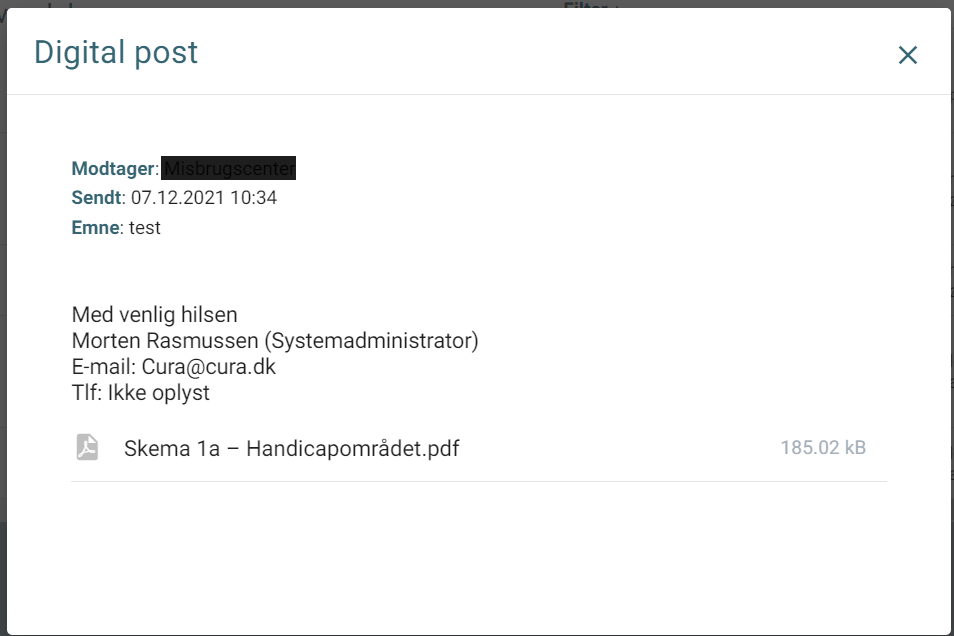 Digital post
Modtager: Misbrugscenter
Sendt: 07.12.2021 10:34
Emne: test
Med venlig hilsen
Morten Rasmussen (Systemadministrator)
E-mail: Cura@cura.dk
Tlf: Ikke oplyst
Skema 1a – Handicapområdet.pdf 185.02 kB